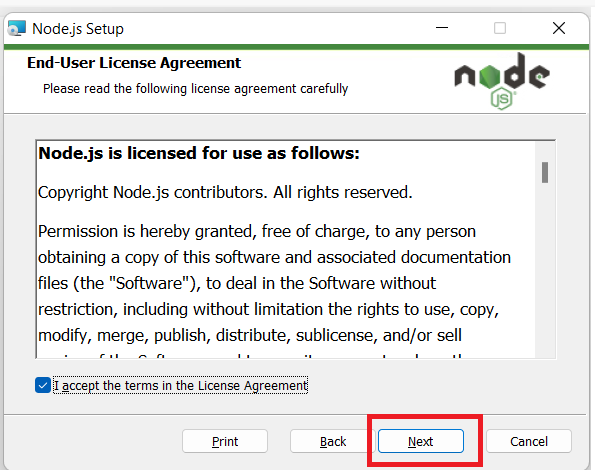 Node.js Setup
End-User License Agreement
Please read the following license agreement carefully
node
JS
Node.js is licensed for use as follows:
Copyright Node.js contributors. All rights reserved.
Permission is hereby granted, free of charge, to any person
obtaining a copy of this software and associated documentation
files (the "Software"), to deal in the Software without
restriction, including without limitation the rights to use, copy,
modify, merge, publish, distribute, sublicense, and/or sell
I accept the terms in the License Agreement
Print
Back
Next
Cancel